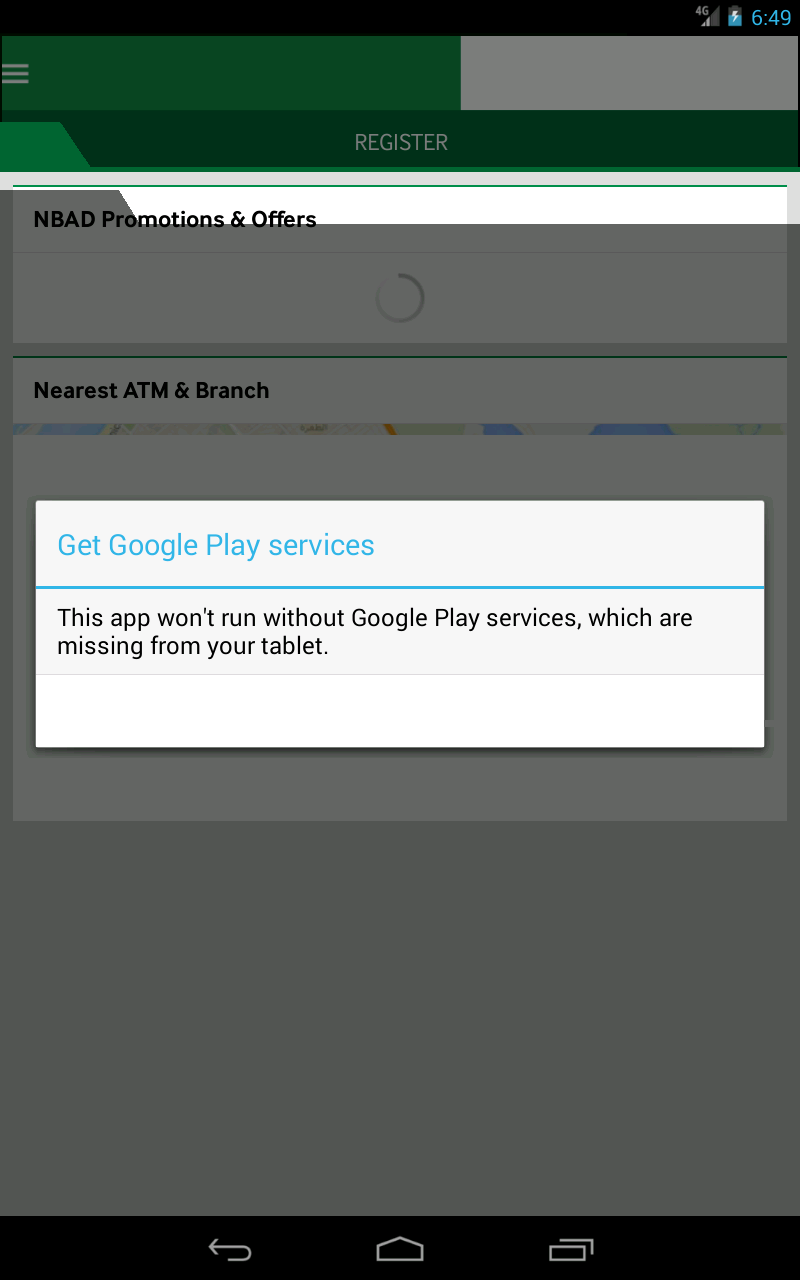 4G 6:49
REGISTER
NBAD Promotions & Offers
Nearest ATM & Branch
Get Google Play services
This app won't run without Google Play services, which are
missing from your tablet.